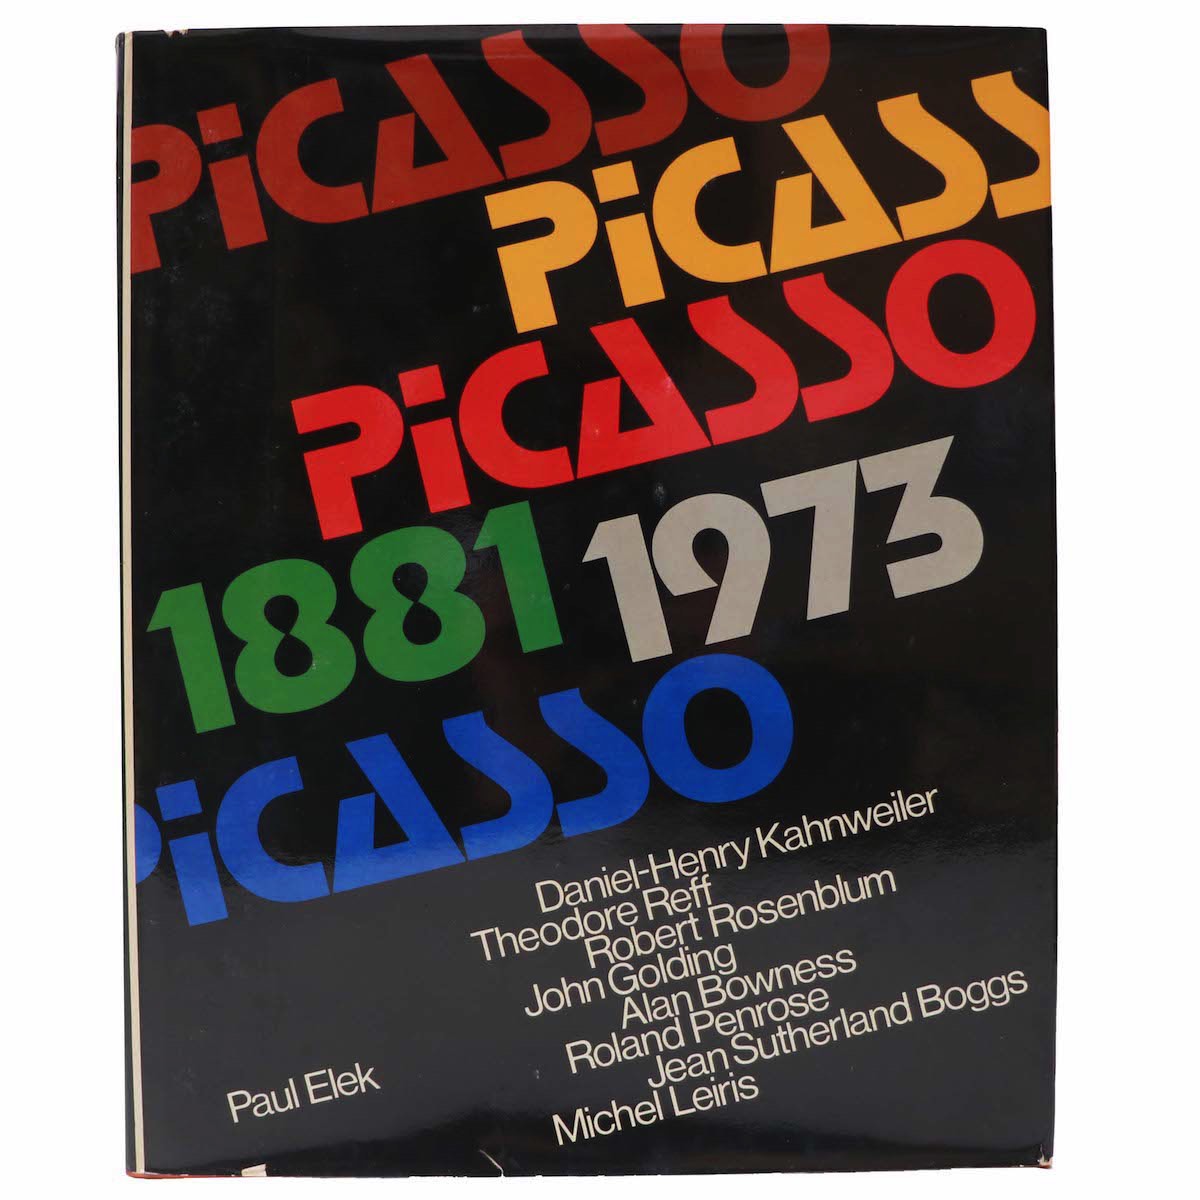 PiCASSO
PiCASS
PiCASSO
1881 1973
PiCASSO
Daniel-Henry Kahnweiler
Theodore Reff
Robert Rosenblum
John Golding
Alan Bowness
Roland Penrose
Jean Sutherland Boggs
Michel Leiris
Paul Elek